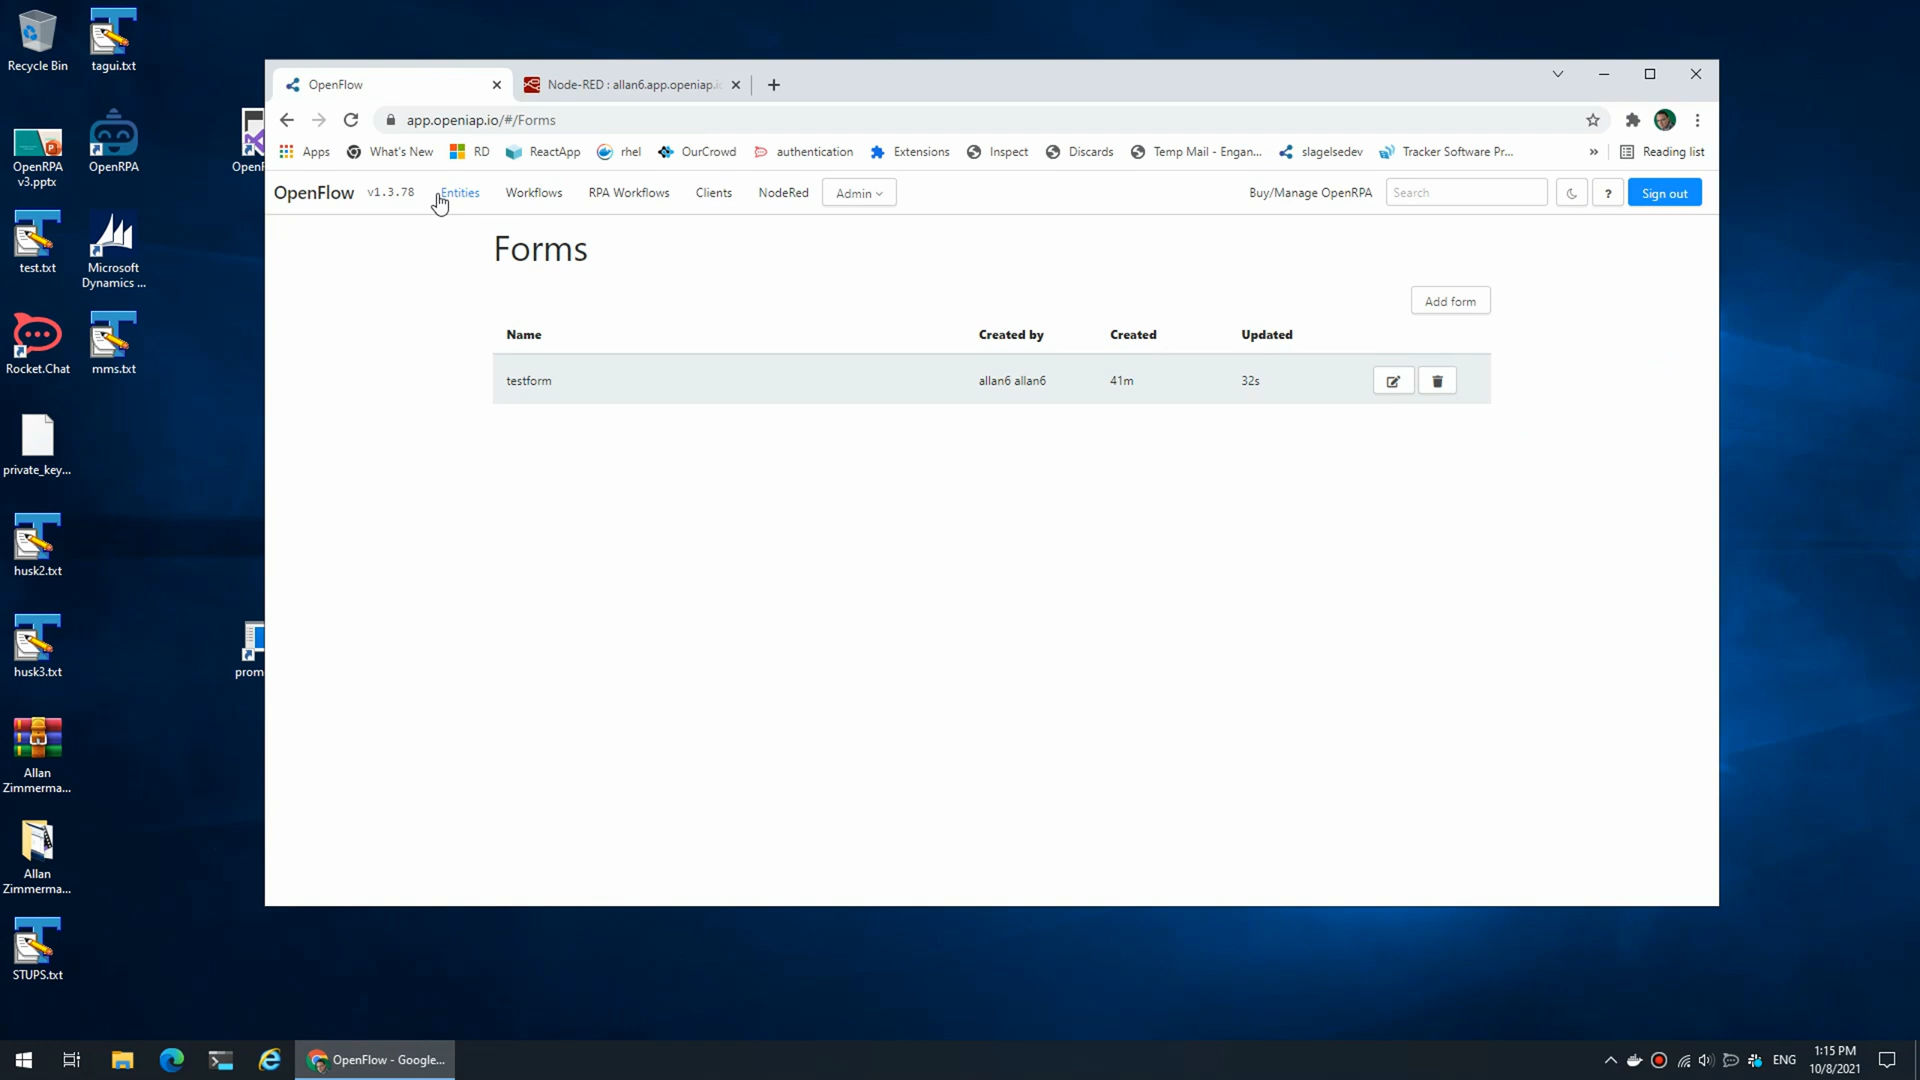 Recycle Bin
tagui.txt
OpenRPA
v3.pptx
OpenRPA
test.txt
Microsoft
Dynamics ...
Rocket.Chat
mms.txt
private_key...
husk2.txt
husk3.txt
Allan
Zimmerma...
Allan
Zimmerma...
STUPS.txt
prom
OpenFlow
Node-RED : allan6.app.openiap.i
app.openiap.io/#/Forms
Apps
What's New
RD
ReactApp
rhel
OurCrowd
authentication
Extensions
Inspect
Discards
Temp Mail - Engan...
slagelsedev
Tracker Software Pr...
»
Reading list
OpenFlow v1.3.78 Entities Workflows RPA Workflows Clients NodeRed Admin Buy/Manage OpenRPA Search ? Sign out
Forms
Add form
Name Created by Created Updated
testform allan6 allan6 41m 32s
OpenFlow - Google...
ENG
1:15 PM
10/8/2021